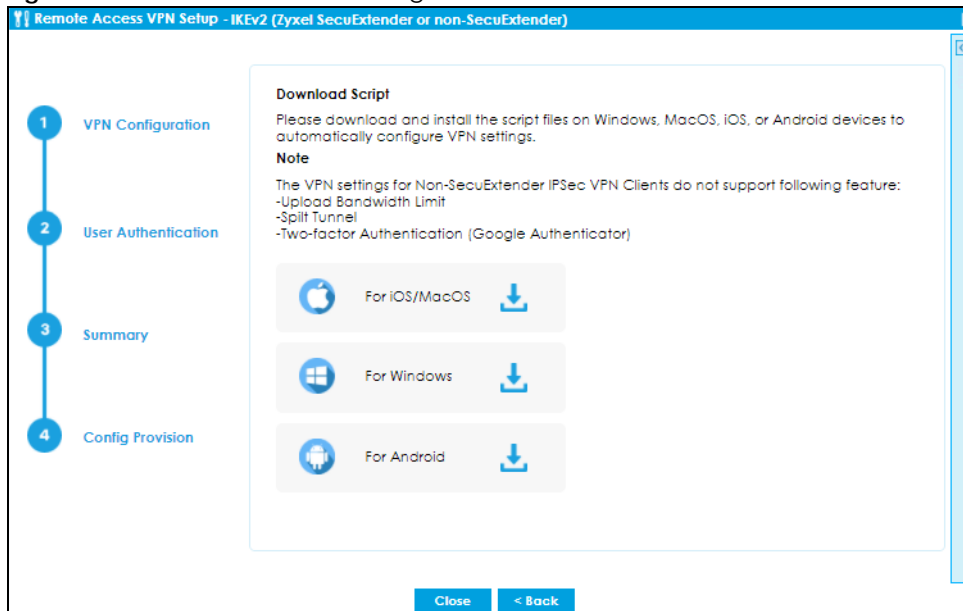 Remote Access VPN Setup - IKEv2 (Zyxel SecuExtender or non-SecuExtender)
1 VPN Configuration
2 User Authentication
3 Summary
4 Config Provision
Download Script
Please download and install the script files on Windows, MacOS, iOS, or Android devices to
automatically configure VPN settings.
Note
The VPN settings for Non-SecuExtender IPSec VPN Clients do not support following feature:
-Upload Bandwidth Limit
-Spilt Tunnel
-Two-factor Authentication (Google Authenticator)
For iOS/MacOS
For Windows
For Android
Close
< Back